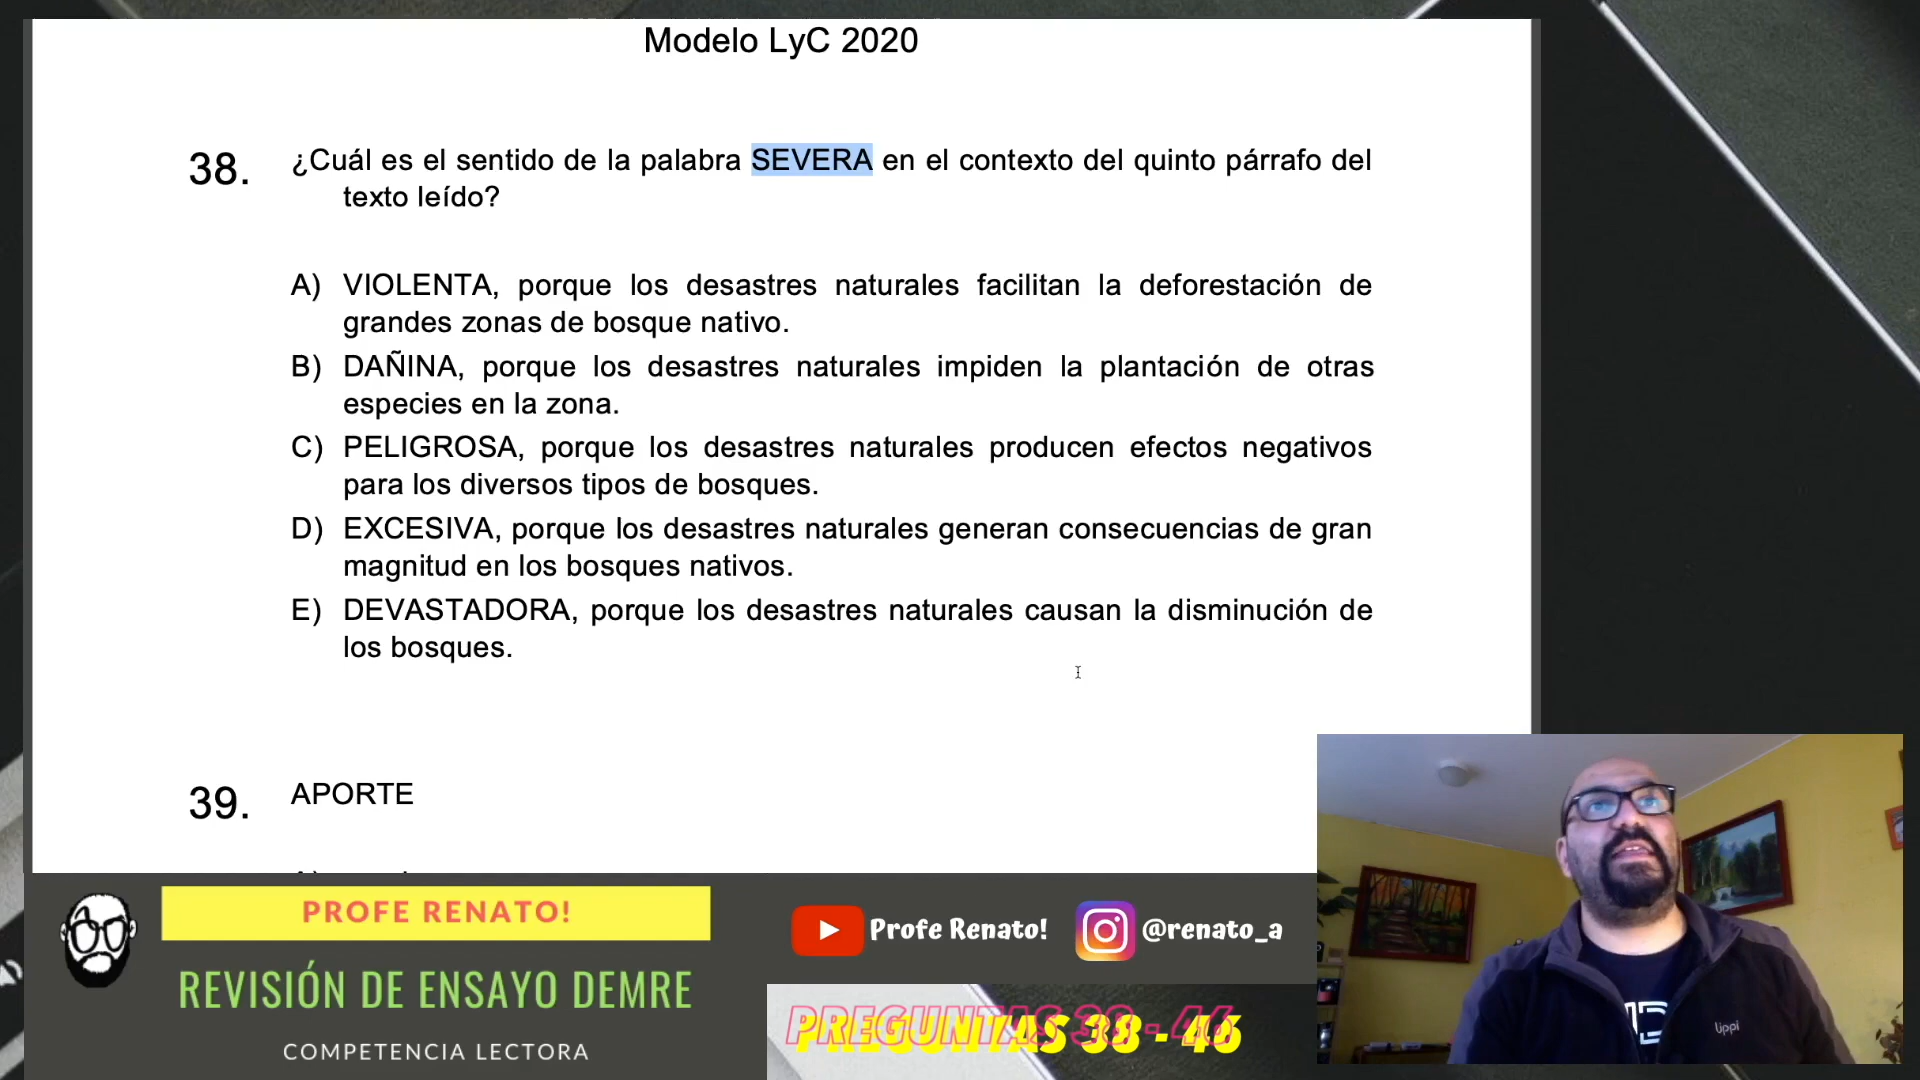 Modelo LyC 2020
38. ¿Cuál es el sentido de la palabra SEVERA en el contexto del quinto párrafo del
texto leído?
A) VIOLENTA, porque los desastres naturales facilitan la deforestación de
grandes zonas de bosque nativo.
B) DAÑINA, porque los desastres naturales impiden la plantación de otras
especies en la zona.
C) PELIGROSA, porque los desastres naturales producen efectos negativos
para los diversos tipos de bosques.
D) EXCESIVA, porque los desastres naturales generan consecuencias de gran
magnitud en los bosques nativos.
E) DEVASTADORA, porque los desastres naturales causan la disminución de
los bosques.
39. APORTE
PROFE RENATO!
REVISIÓN DE ENSAYO DEMRE
COMPETENCIA LECTORA
Profe Renato!
@renato_a
PREGUNTAS 38 - 46
lippi